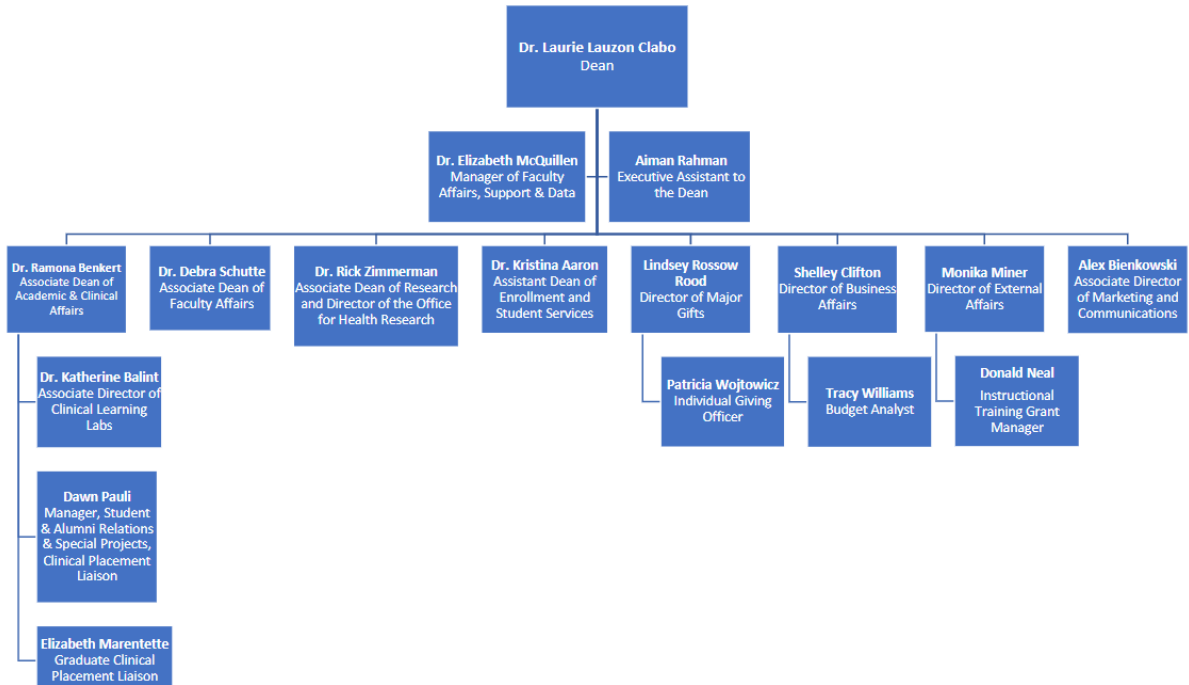 Dr. Laurie Lauzon Clabo
Dean
Dr. Elizabeth McQuillen
Manager of Faculty
Affairs, Support & Data
Aiman Rahman
Executive Assistant to
the Dean
Dr. Ramona Benkert
Associate Dean of
Academic & Clinical
Affairs
Dr. Debra Schutte
Associate Dean of
Faculty Affairs
Dr. Rick Zimmerman
Associate Dean of Research
and Director of the Office
for Health Research
Dr. Kristina Aaron
Assistant Dean of
Enrollment and
Student Services
Lindsey Rossow
Rood
Director of Major
Gifts
Shelley Clifton
Director of Business
Affairs
Monika Miner
Director of External
Affairs
Alex Bienkowski
Associate Director
of Marketing and
Communications
Dr. Katherine Balint
Associate Director of
Clinical Learning
Labs
Patricia Wojtowicz
Individual Giving
Officer
Tracy Williams
Budget Analyst
Donald Neal
Instructional
Training Grant
Manager
Dawn Pauli
Manager, Student
& Alumni Relations
& Special Projects,
Clinical Placement
Liaison
Elizabeth Marentette
Graduate Clinical
Placement Liaison